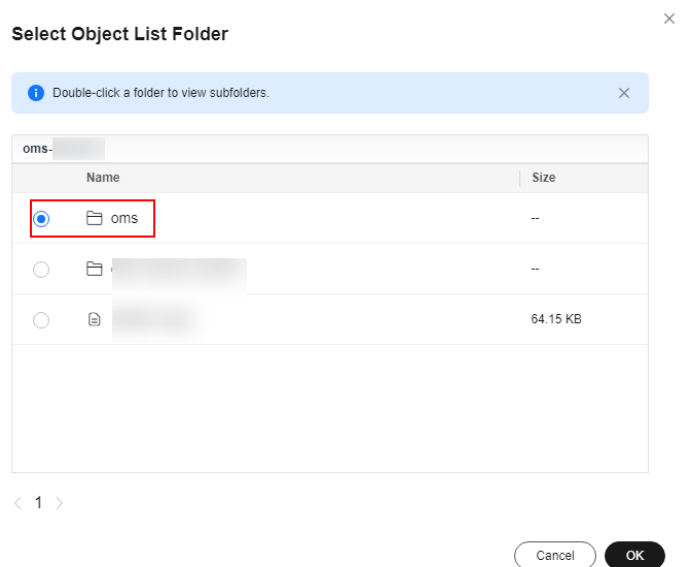 Select Object List Folder
Double-click a folder to view subfolders.
oms-
Name Size
oms --
--
64.15 KB
1
Cancel OK